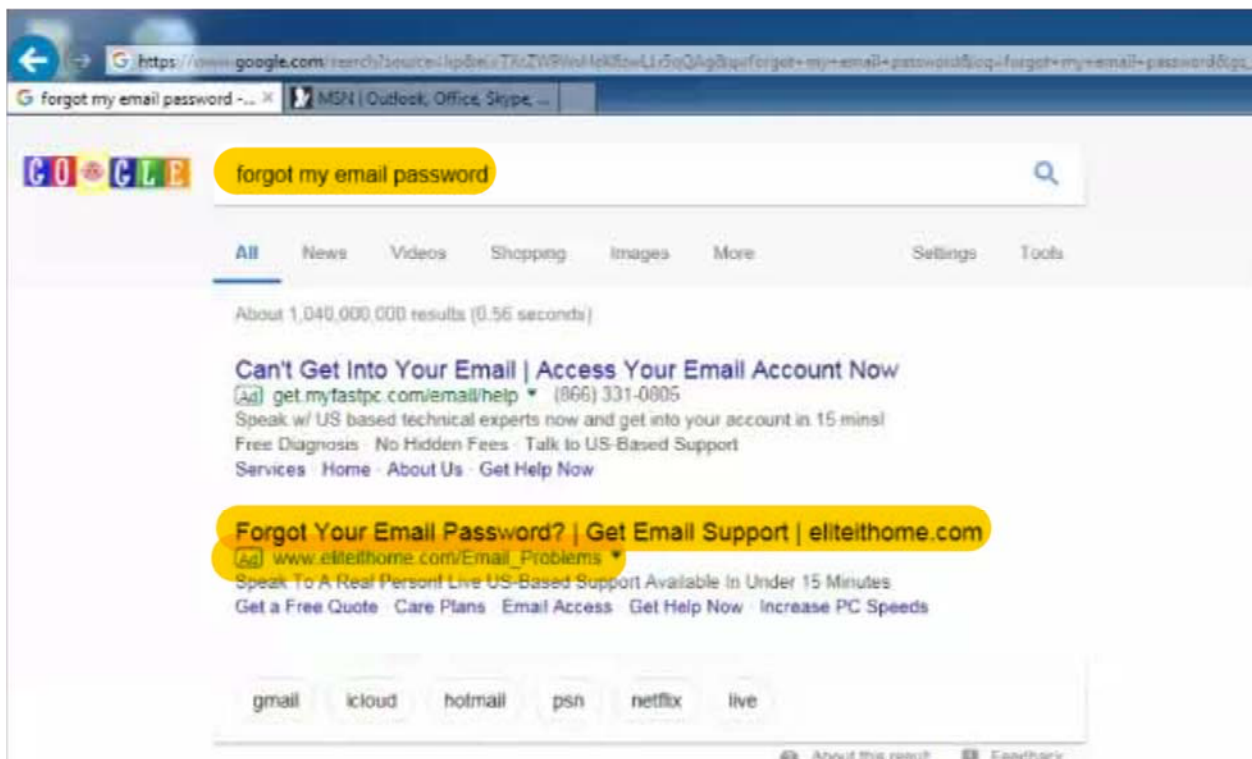 https://www.google.com
forgot my email password -...
MSN | Outlook, Office, Skype, ...
GO GLE
forgot my email password
All News Videos Shopping Images More Settings Tools
About 1,040,000,000 results (0.56 seconds)
Can't Get Into Your Email | Access Your Email Account Now
Ad get.myfastpc.com/email/help (866) 331-0805
Speak w/ US based technical experts now and get into your account in 15 mins!
Free Diagnosis · No Hidden Fees · Talk to US-Based Support
Services · Home · About Us · Get Help Now
Forgot Your Email Password? | Get Email Support | eliteithome.com
Ad www.eliteithome.com/Email_Problems
Speak To A Real Person! Live US-Based Support Available In Under 15 Minutes
Get a Free Quote · Care Plans · Email Access · Get Help Now · Increase PC Speeds
gmail icloud hotmail psn netflix live
About this result Feedback